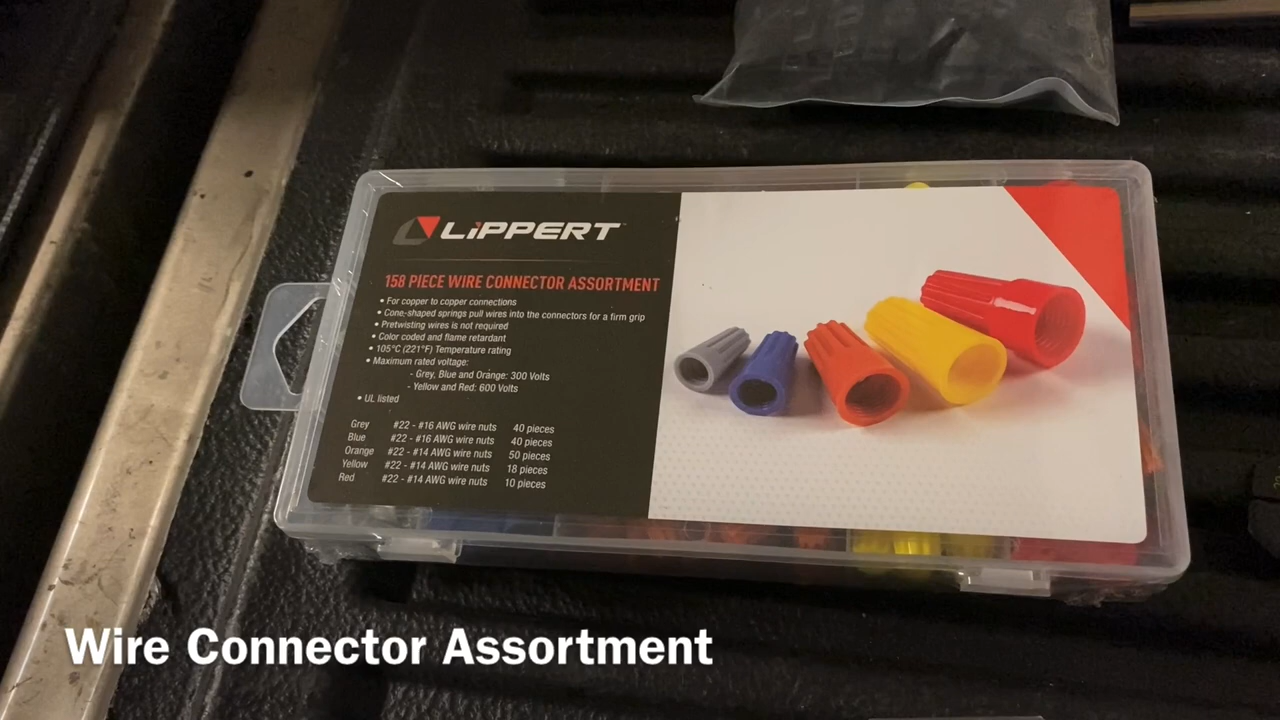 LiPPERT
158 PIECE WIRE CONNECTOR ASSORTMENT
• For copper to copper connections
• Cone-shaped springs pull wires into the connectors for a firm grip
• Pretwisting wires is not required
• Color coded and flame retardant
• 105°C (221°F) Temperature rating
• Maximum rated voltage:
- Grey, Blue and Orange: 300 Volts
- Yellow and Red: 600 Volts
• UL listed
Grey #22 - #16 AWG wire nuts 40 pieces
Blue #22 - #16 AWG wire nuts 40 pieces
Orange #22 - #14 AWG wire nuts 50 pieces
Yellow #22 - #14 AWG wire nuts 18 pieces
Red #22 - #14 AWG wire nuts 10 pieces
Wire Connector Assortment